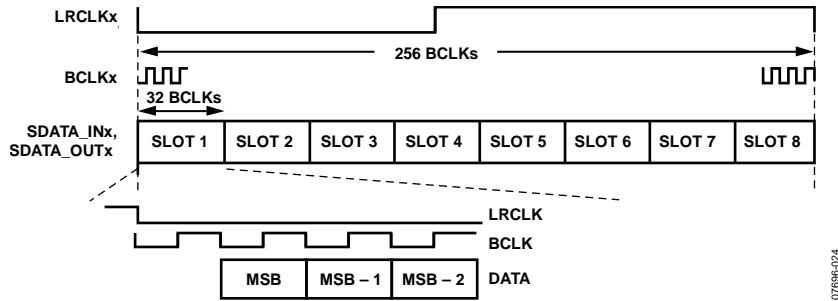 LRCLKx
256 BCLKs
BCLKx
32 BCLKs
SDATA_INx,
SDATA_OUTx
SLOT 1 SLOT 2 SLOT 3 SLOT 4 SLOT 5 SLOT 6 SLOT 7 SLOT 8
LRCLK
BCLK
MSB MSB – 1 MSB – 2 DATA
07696-024